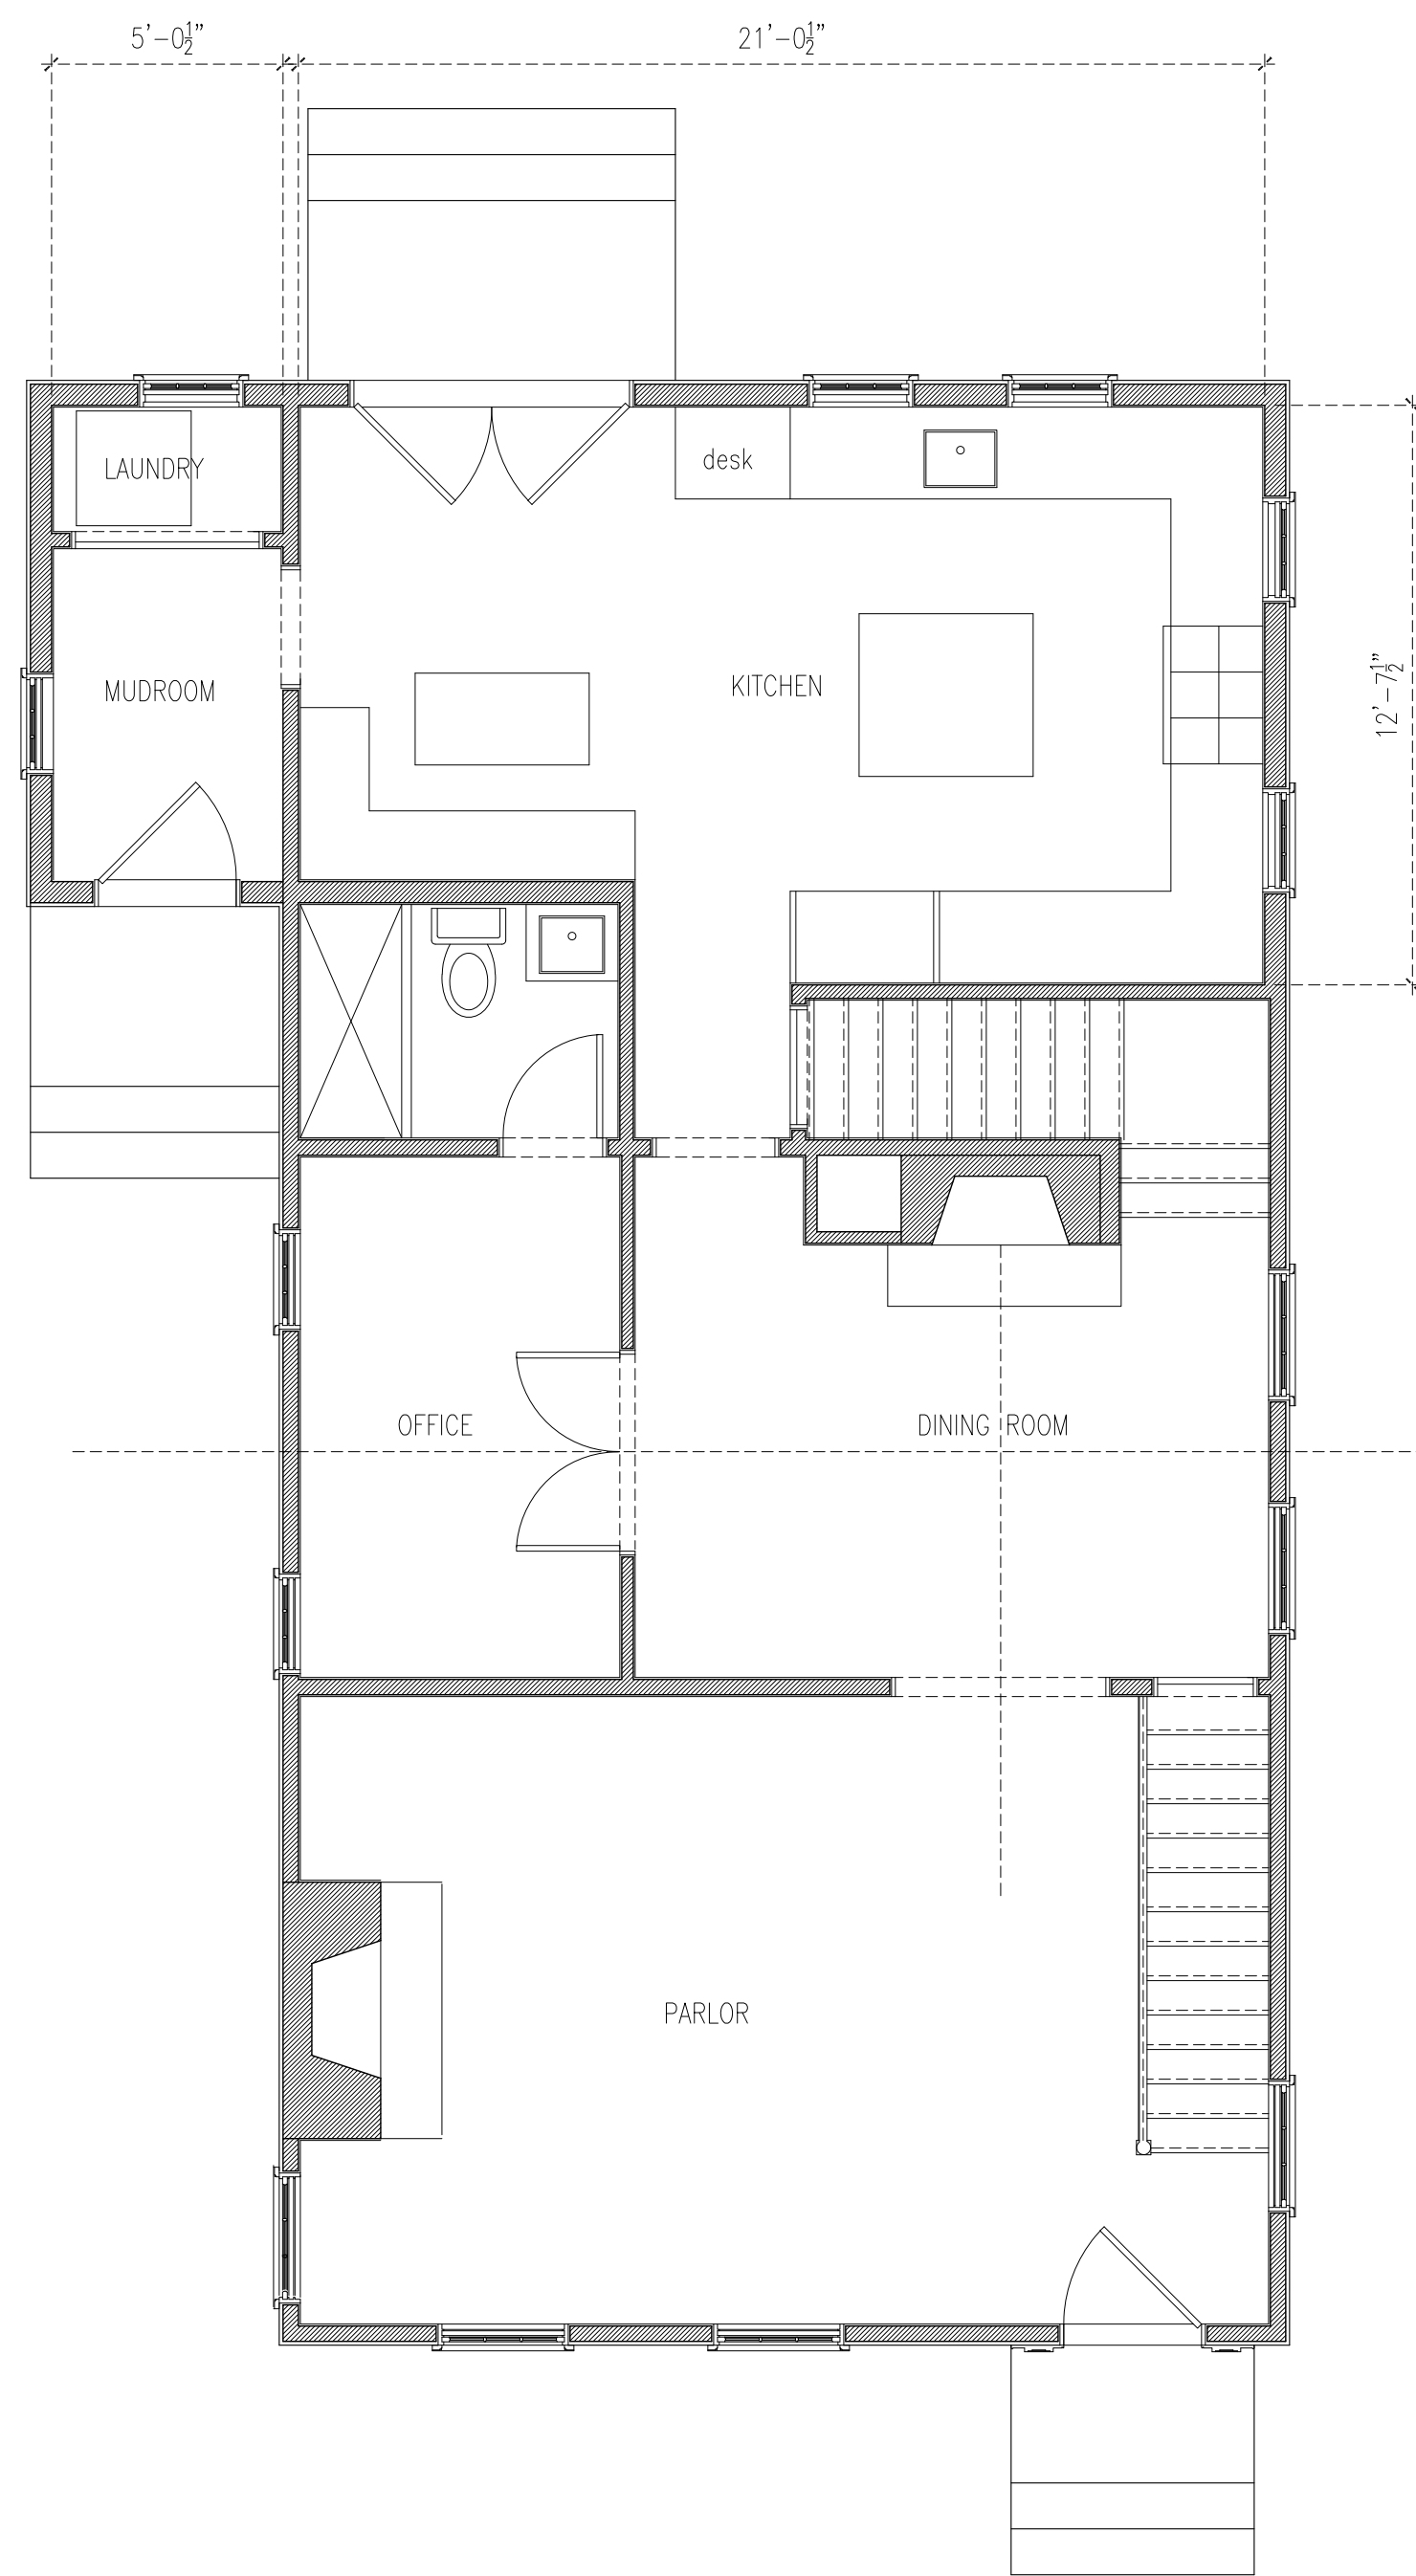 5'-0½"
21'-0½"
desk
LAUNDRY
KITCHEN
MUDROOM
12'-7½"
OFFICE
DINING ROOM
PARLOR